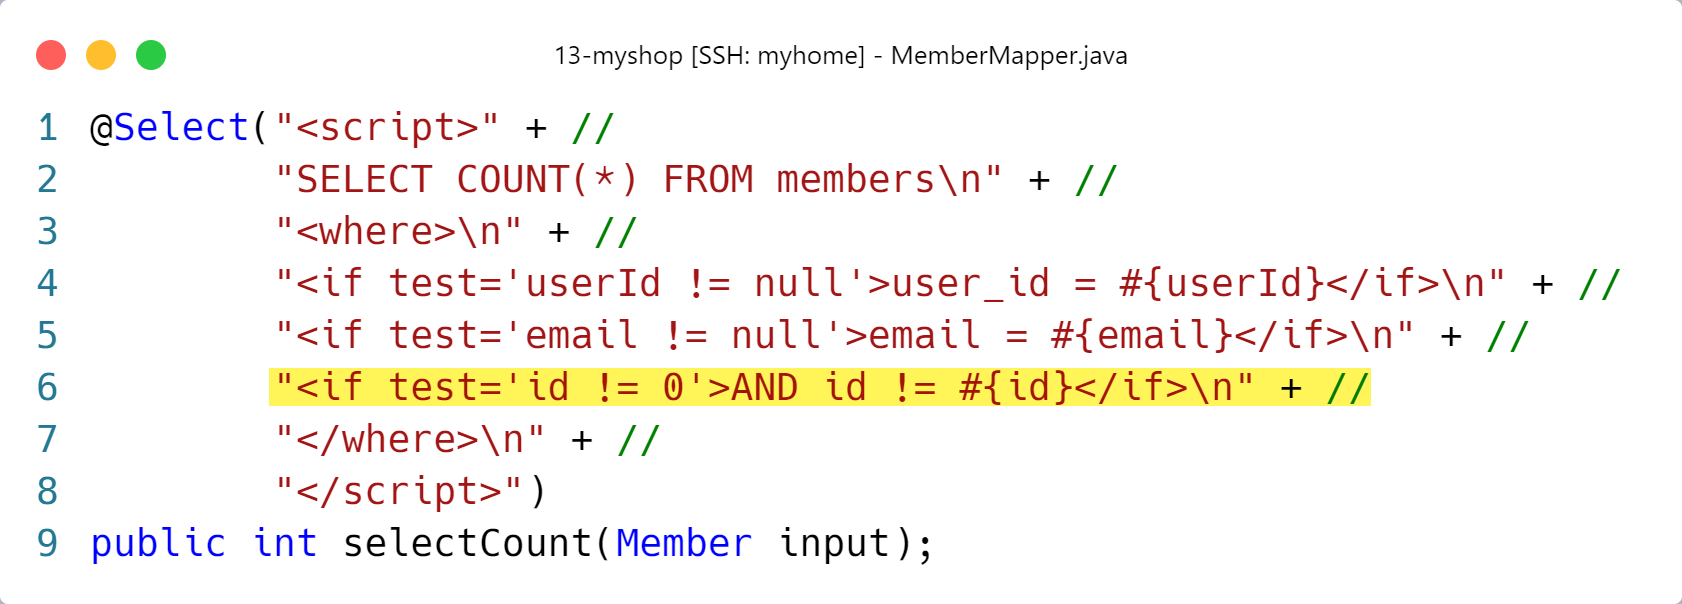 13-myshop [SSH: myhome] - MemberMapper.java
1 @Select("<script>" + //
2 "SELECT COUNT(*) FROM members\n" + //
3 "<where>\n" + //
4 "<if test='userId != null'>user_id = #{userId}</if>\n" + //
5 "<if test='email != null'>email = #{email}</if>\n" + //
6 "<if test='id != 0'>AND id != #{id}</if>\n" + //
7 "</where>\n" + //
8 "</script>")
9 public int selectCount(Member input);